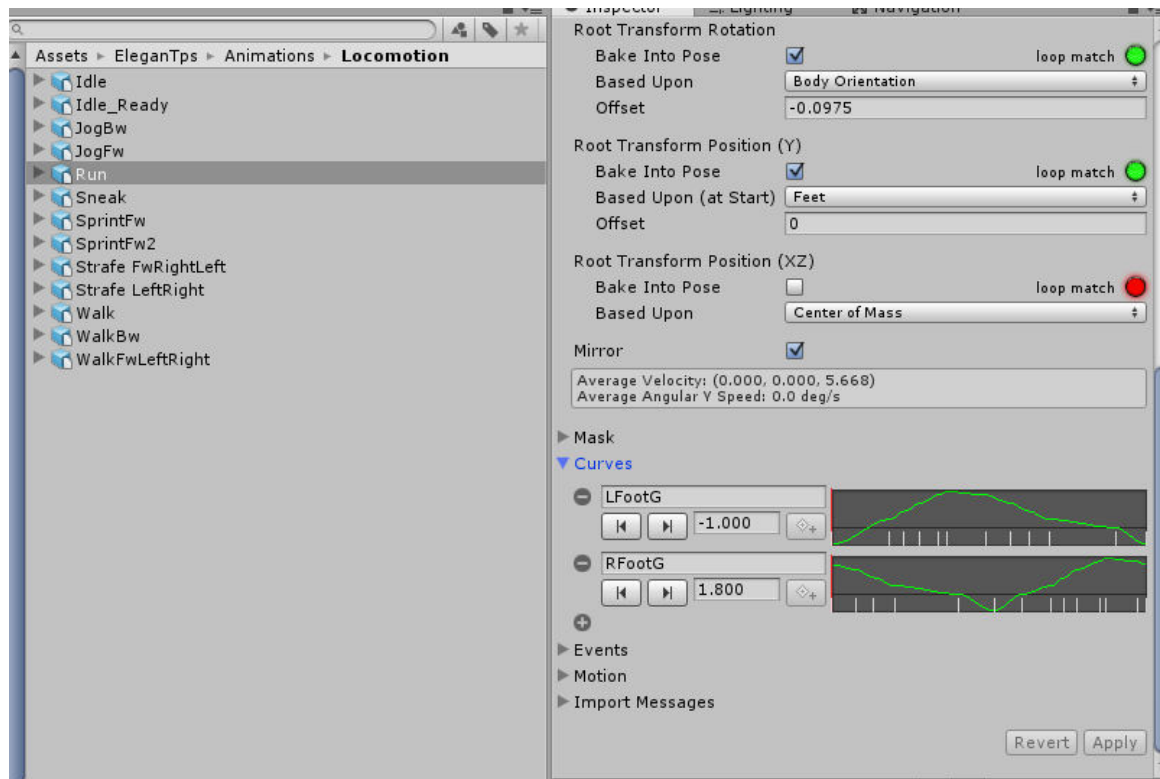 Inspector
Lighting
Navigation
Assets ▸ EleganTps ▸ Animations ▸ Locomotion
Idle
Idle_Ready
JogBw
JogFw
Run
Sneak
SprintFw
SprintFw2
Strafe FwRightLeft
Strafe LeftRight
Walk
WalkBw
WalkFwLeftRight
Root Transform Rotation
Bake Into Pose loop match
Based Upon Body Orientation
Offset -0.0975
Root Transform Position (Y)
Bake Into Pose loop match
Based Upon (at Start) Feet
Offset 0
Root Transform Position (XZ)
Bake Into Pose loop match
Based Upon Center of Mass
Mirror
Average Velocity: (0.000, 0.000, 5.668)
Average Angular Y Speed: 0.0 deg/s
Mask
Curves
LFootG
-1.000
RFootG
1.800
Events
Motion
Import Messages
Revert Apply